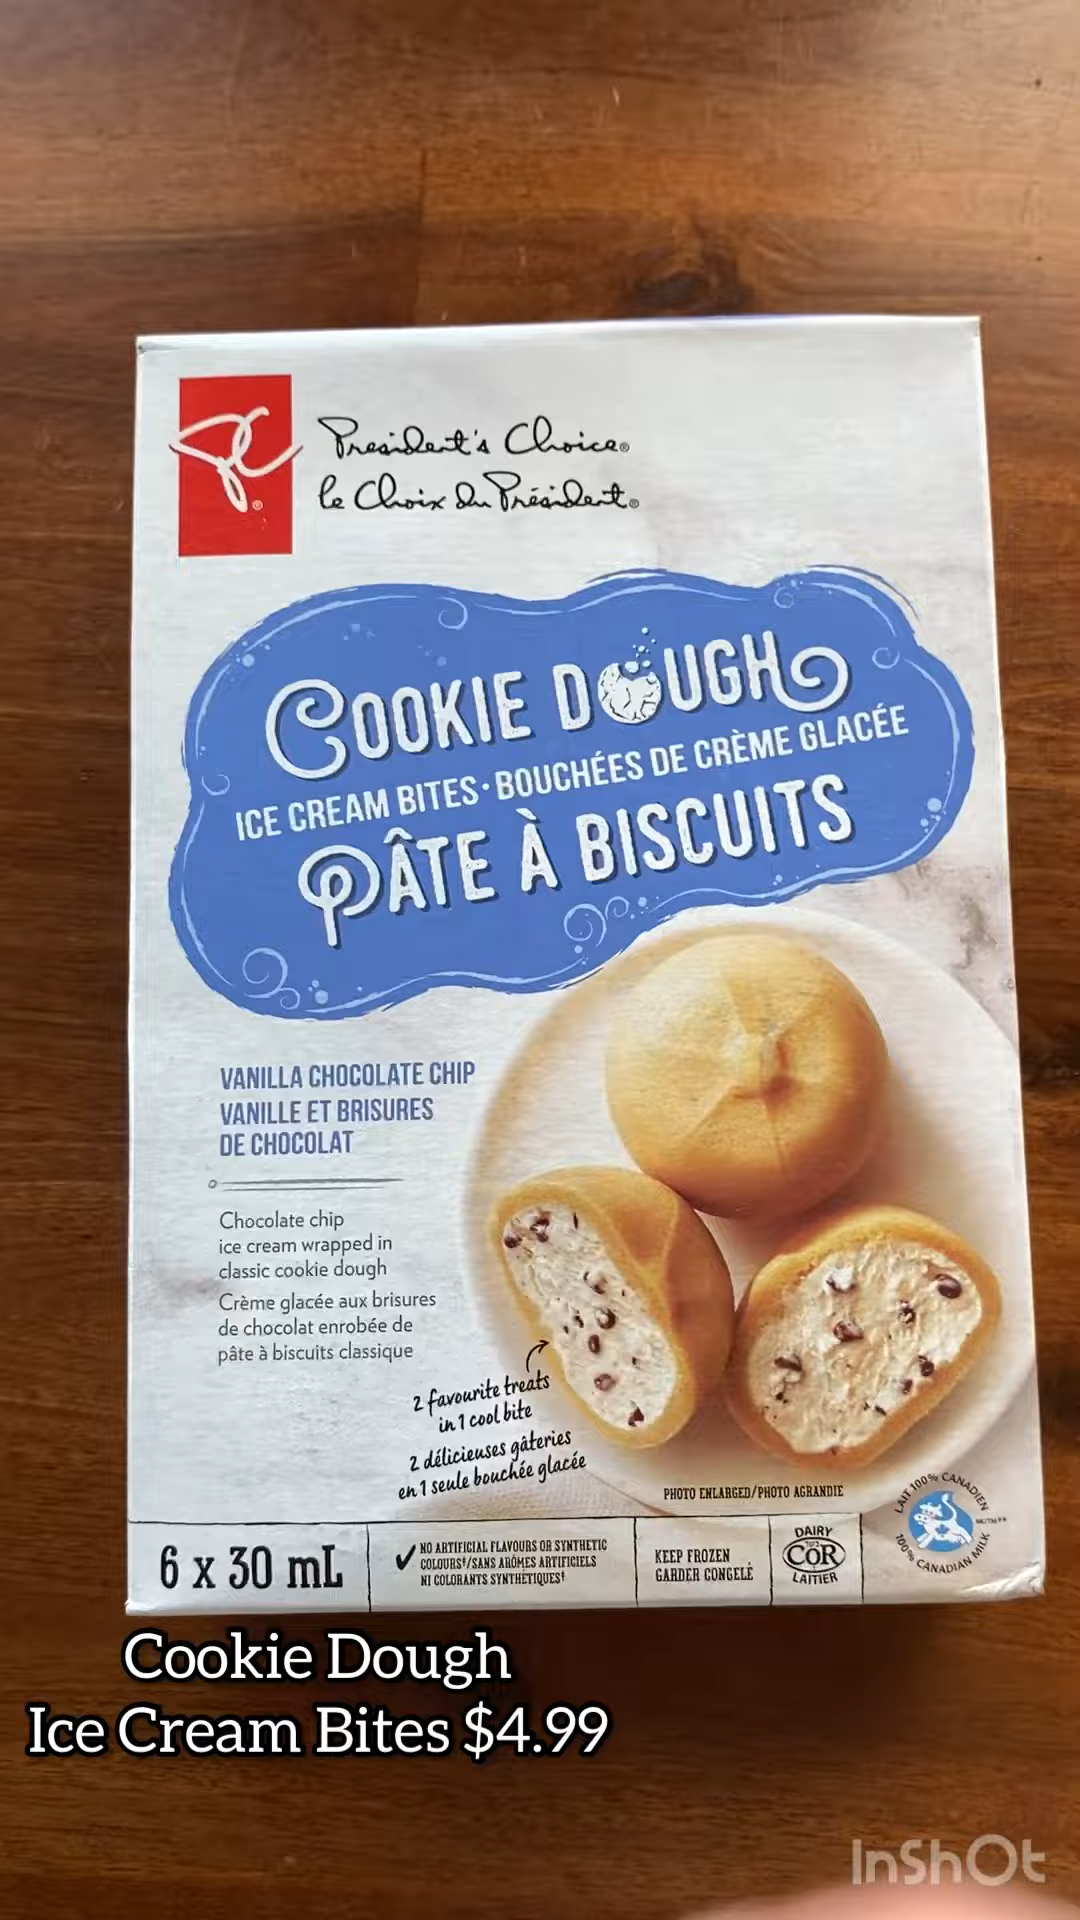 PC®
President's Choice®
le Choix du Président®
COOKIE DOUGH
ICE CREAM BITES • BOUCHÉES DE CRÈME GLACÉE
PÂTE À BISCUITS
VANILLA CHOCOLATE CHIP
VANILLE ET BRISURES
DE CHOCOLAT
Chocolate chip
ice cream wrapped in
classic cookie dough
Crème glacée aux brisures
de chocolat enrobée de
pâte à biscuits classique
2 favourite treats
in 1 cool bite
2 délicieuses gâteries
en 1 seule bouchée glacée
PHOTO ENLARGED/PHOTO AGRANDIE
LAIT 100% CANADIEN
100% CANADIAN MILK
6 x 30 mL
NO ARTIFICIAL FLAVOURS OR SYNTHETIC
COLOURS‡/SANS ARÔMES ARTIFICIELS
NI COLORANTS SYNTHÉTIQUES‡
KEEP FROZEN
GARDER CONGELÉ
DAIRY
COR
LAITIER
Cookie Dough
Ice Cream Bites $4.99
InShOt